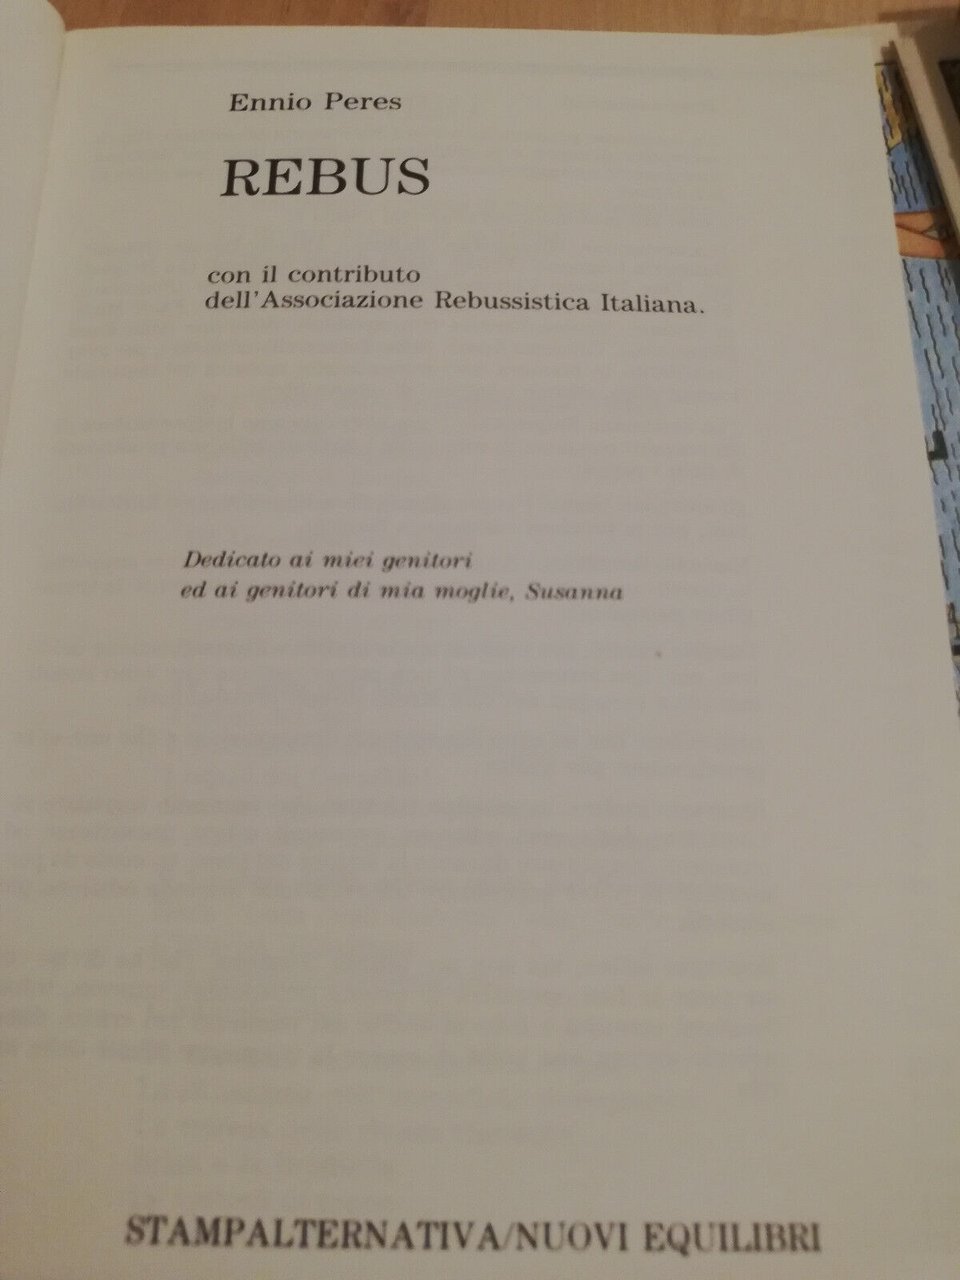 Ennio Peres
REBUS
con il contributo
dell'Associazione Rebussistica Italiana.
Dedicato ai miei genitori
ed ai genitori di mia moglie, Susanna
STAMPALTERNATIVA/NUOVI EQUILIBRI